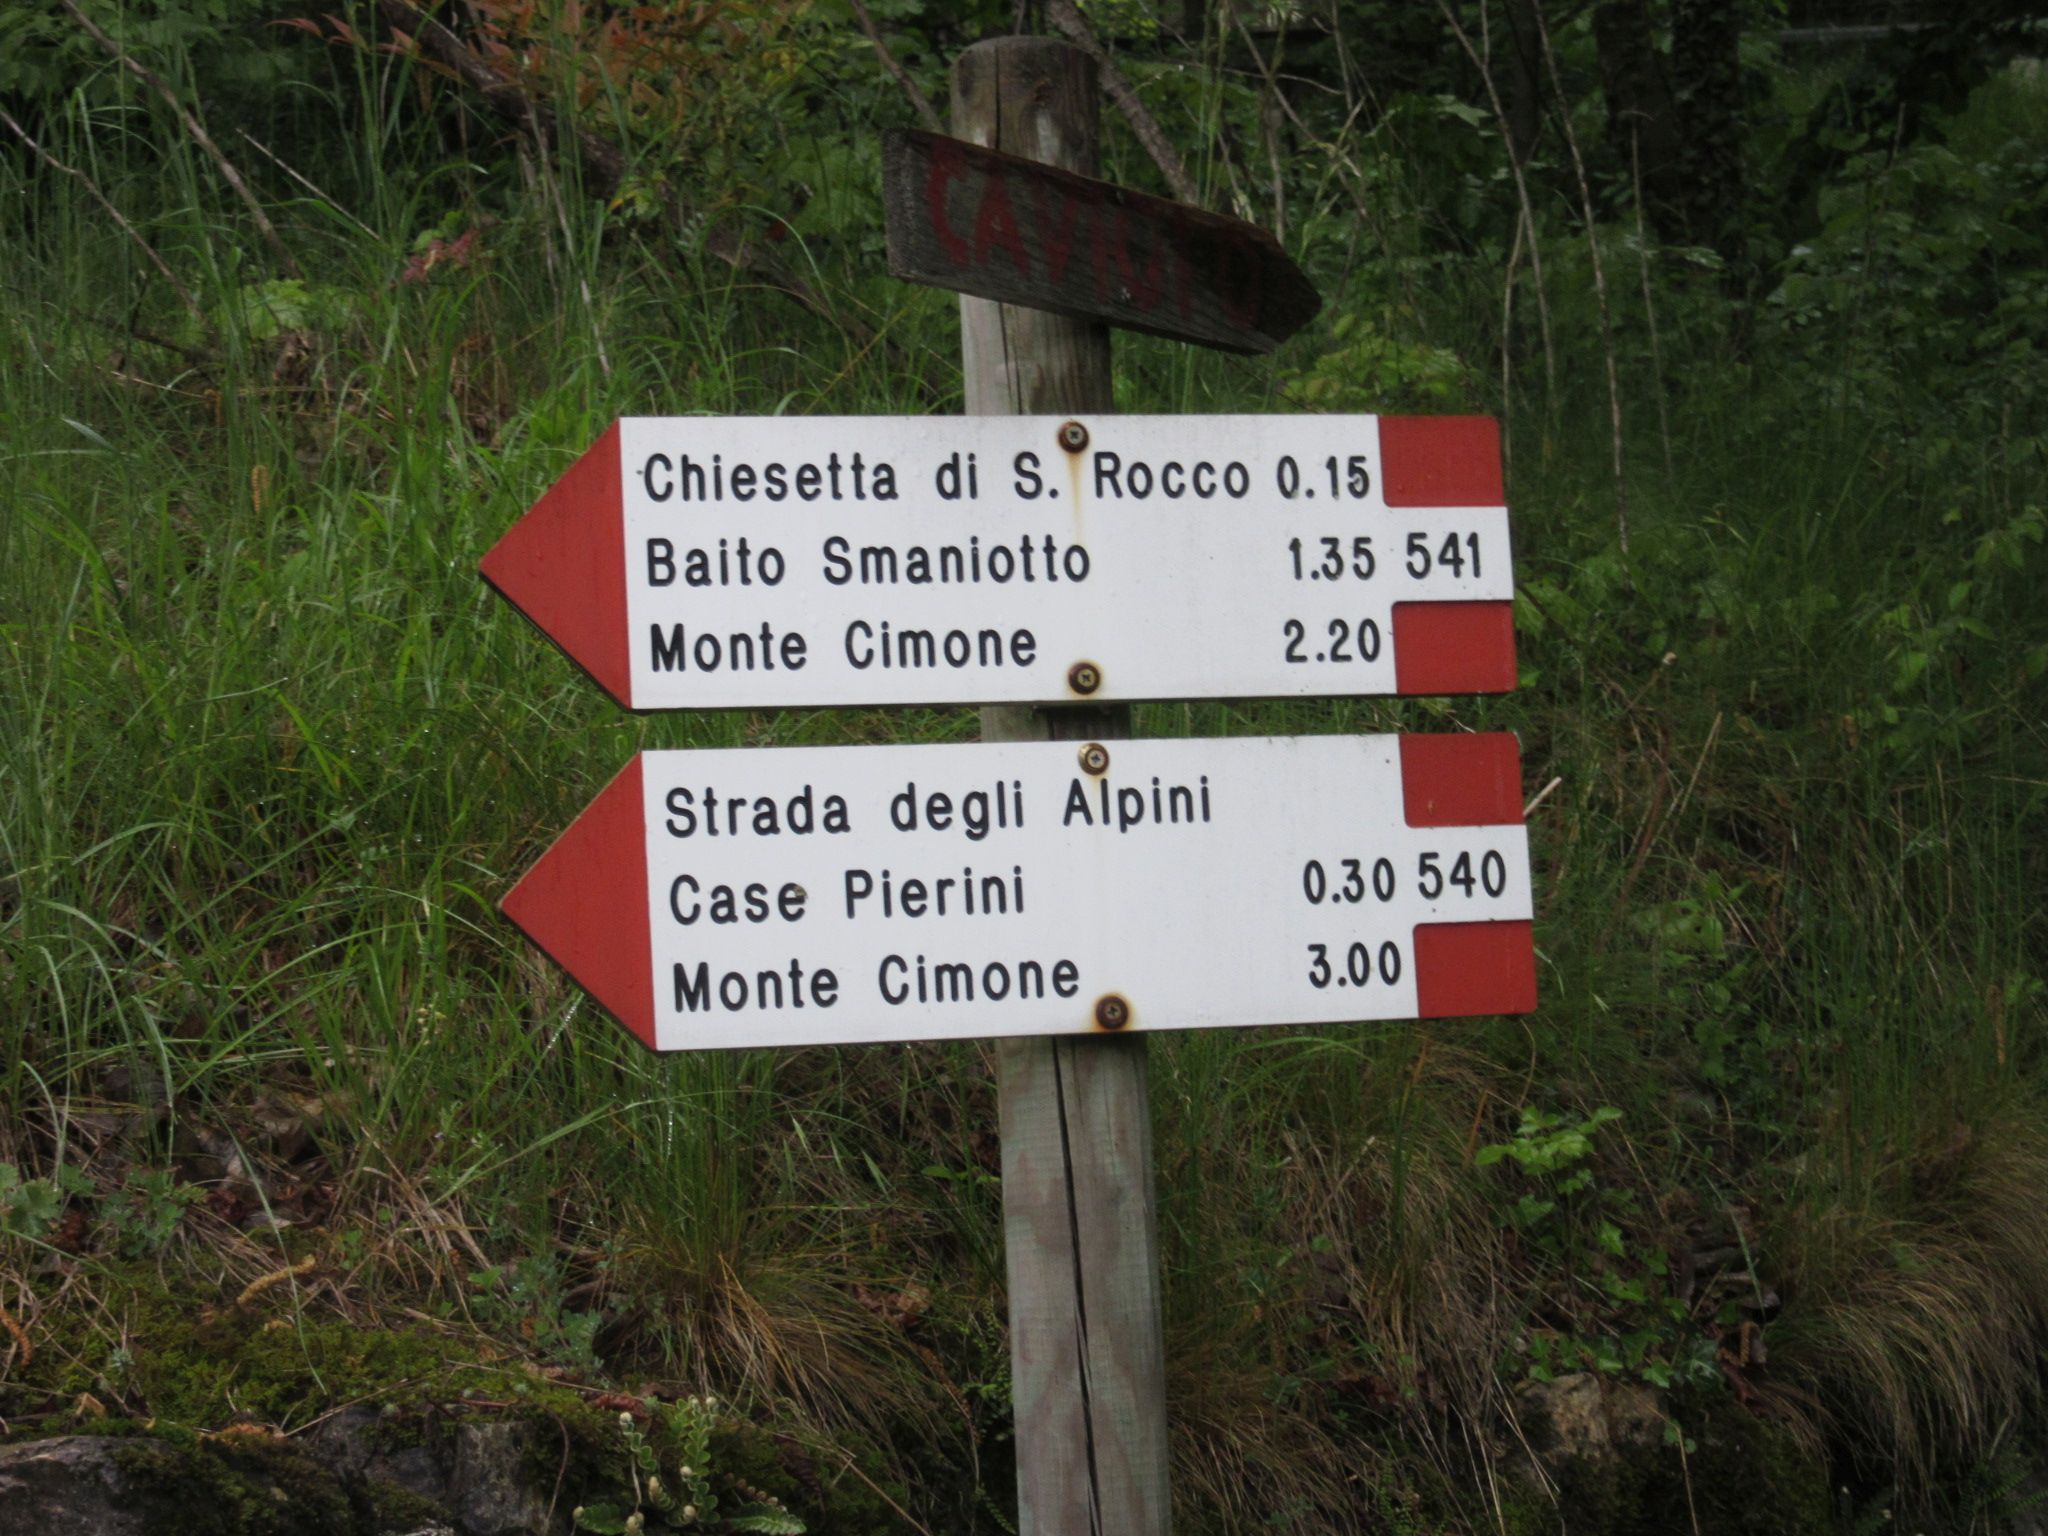 Chiesetta di S. Rocco 0.15
Baito Smaniotto 1.35 541
Monte Cimone 2.20
Strada degli Alpini
Case Pierini 0.30 540
Monte Cimone 3.00